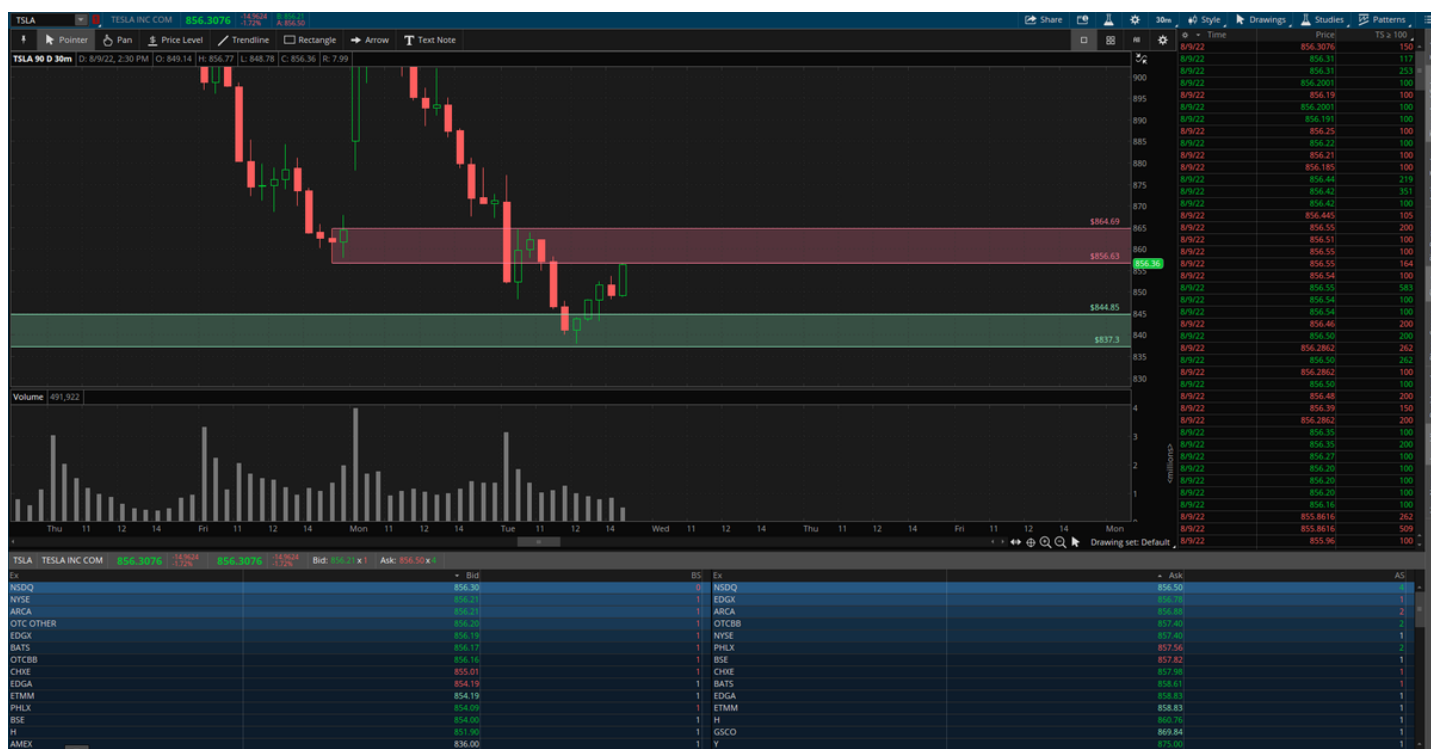 TSLA TESLA INC COM 856.3076 -14.9624 -1.72% B: 856.21 A: 856.50 Share 30m Style Drawings Studies Patterns
Pointer Pan $ Price Level Trendline Rectangle Arrow T Text Note
TSLA 90 D 30m D: 8/9/22, 2:30 PM O: 849.14 H: 856.77 L: 848.78 C: 856.36 R: 7.99
900
895
890
885
880
875
870
$864.69 865
860
$856.63
856.36
855
850
$844.85 845
840
$837.3
835
830
Volume 491,922
4
3
2
1
<millions>
Thu 11 12 14 Fri 11 12 14 Mon 11 12 14 Tue 11 12 14 Wed 11 12 14 Thu 11 12 14 Fri 11 12 14 Mon
Drawing set: Default
Time Price TS ≥ 100
8/9/22 856.3076 150
8/9/22 856.31 117
8/9/22 856.31 253
8/9/22 856.2001 100
8/9/22 856.19 100
8/9/22 856.2001 100
8/9/22 856.191 100
8/9/22 856.25 100
8/9/22 856.22 100
8/9/22 856.21 100
8/9/22 856.185 100
8/9/22 856.44 219
8/9/22 856.42 351
8/9/22 856.42 100
8/9/22 856.445 105
8/9/22 856.55 200
8/9/22 856.51 100
8/9/22 856.55 100
8/9/22 856.55 164
8/9/22 856.54 100
8/9/22 856.55 583
8/9/22 856.54 100
8/9/22 856.54 100
8/9/22 856.46 200
8/9/22 856.50 200
8/9/22 856.2862 262
8/9/22 856.50 262
8/9/22 856.2862 100
8/9/22 856.50 100
8/9/22 856.48 200
8/9/22 856.39 150
8/9/22 856.2862 200
8/9/22 856.35 100
8/9/22 856.35 200
8/9/22 856.27 100
8/9/22 856.20 100
8/9/22 856.20 100
8/9/22 856.20 100
8/9/22 856.16 100
8/9/22 855.8616 262
8/9/22 855.8616 509
8/9/22 855.96 100
TSLA TESLA INC COM 856.3076 -14.9624 -1.72% 856.3076 -14.9624 -1.72% Bid: 856.21 x 1 Ask: 856.50 x 4
Ex Bid BS Ex Ask AS
NSDQ 856.30 0 NSDQ 856.50 4
NYSE 856.21 1 EDGX 856.78 1
ARCA 856.21 1 ARCA 856.88 2
OTC OTHER 856.20 1 OTCBB 857.40 2
EDGX 856.19 1 NYSE 857.40 1
BATS 856.17 1 PHLX 857.56 2
OTCBB 856.16 1 BSE 857.82 1
CHXE 855.01 1 CHXE 857.98 1
EDGA 854.19 1 BATS 858.61 1
ETMM 854.19 1 EDGA 858.83 1
PHLX 854.09 1 ETMM 858.83 1
BSE 854.00 1 H 860.76 1
H 851.90 1 GSCO 869.84 1
AMEX 836.00 1 Y 875.00 1